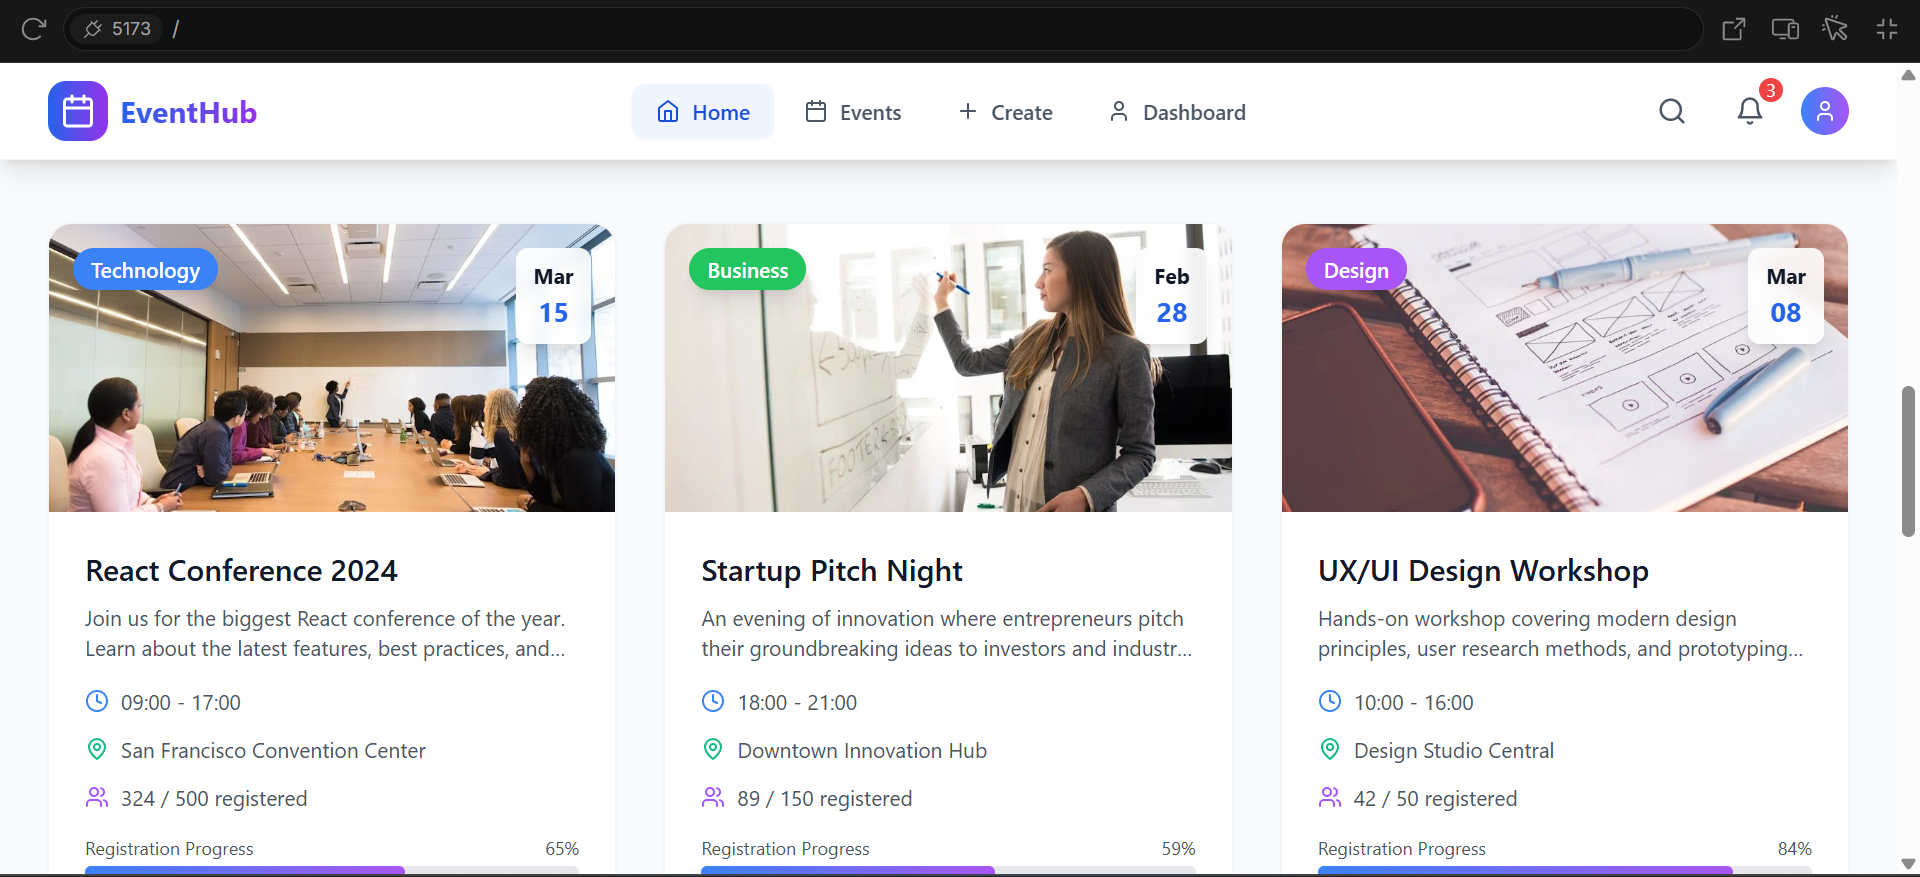 5173 /
EventHub
Home
Events
Create
Dashboard
3
Technology
Mar
15
React Conference 2024
Join us for the biggest React conference of the year.
Learn about the latest features, best practices, and...
09:00 - 17:00
San Francisco Convention Center
324 / 500 registered
Registration Progress 65%
Business
Feb
28
Startup Pitch Night
An evening of innovation where entrepreneurs pitch
their groundbreaking ideas to investors and industr...
18:00 - 21:00
Downtown Innovation Hub
89 / 150 registered
Registration Progress 59%
Design
Mar
08
UX/UI Design Workshop
Hands-on workshop covering modern design
principles, user research methods, and prototyping...
10:00 - 16:00
Design Studio Central
42 / 50 registered
Registration Progress 84%